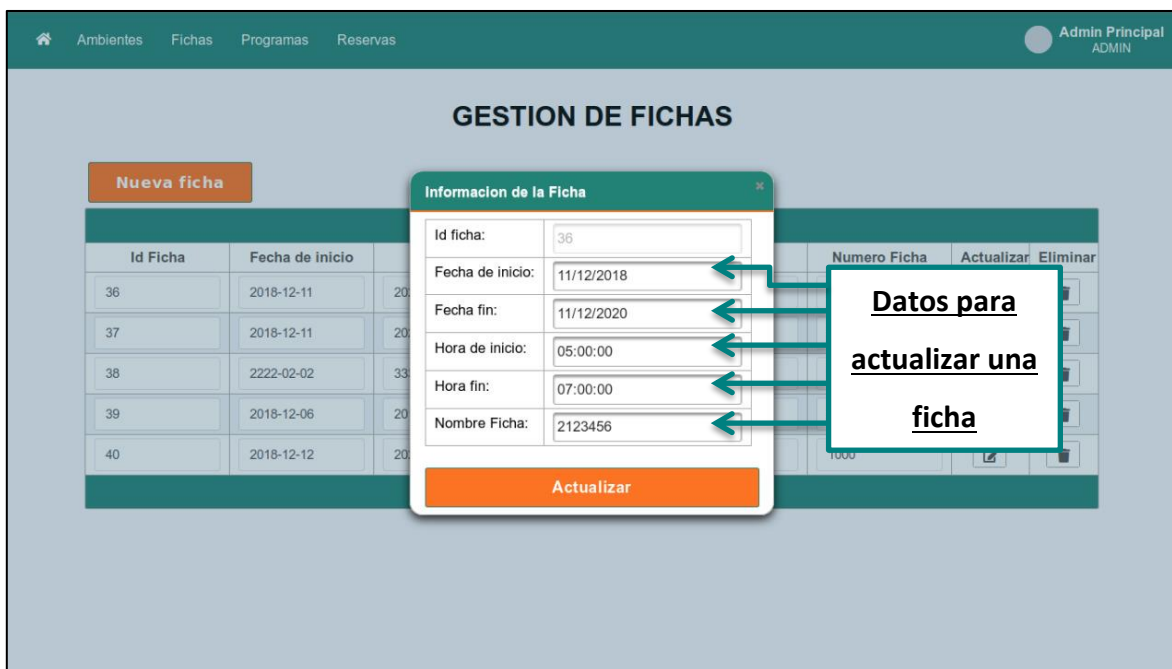 Ambientes Fichas Programas Reservas
Admin Principal
ADMIN
GESTION DE FICHAS
Nueva ficha
Id Ficha Fecha de inicio Numero Ficha Actualizar Eliminar
36 2018-12-11
37 2018-12-11
38 2222-02-02
39 2018-12-06
40 2018-12-12 1000
Informacion de la Ficha
Id ficha: 36
Fecha de inicio: 11/12/2018
Fecha fin: 11/12/2020
Hora de inicio: 05:00:00
Hora fin: 07:00:00
Nombre Ficha: 2123456
Actualizar
Datos para
actualizar una
ficha